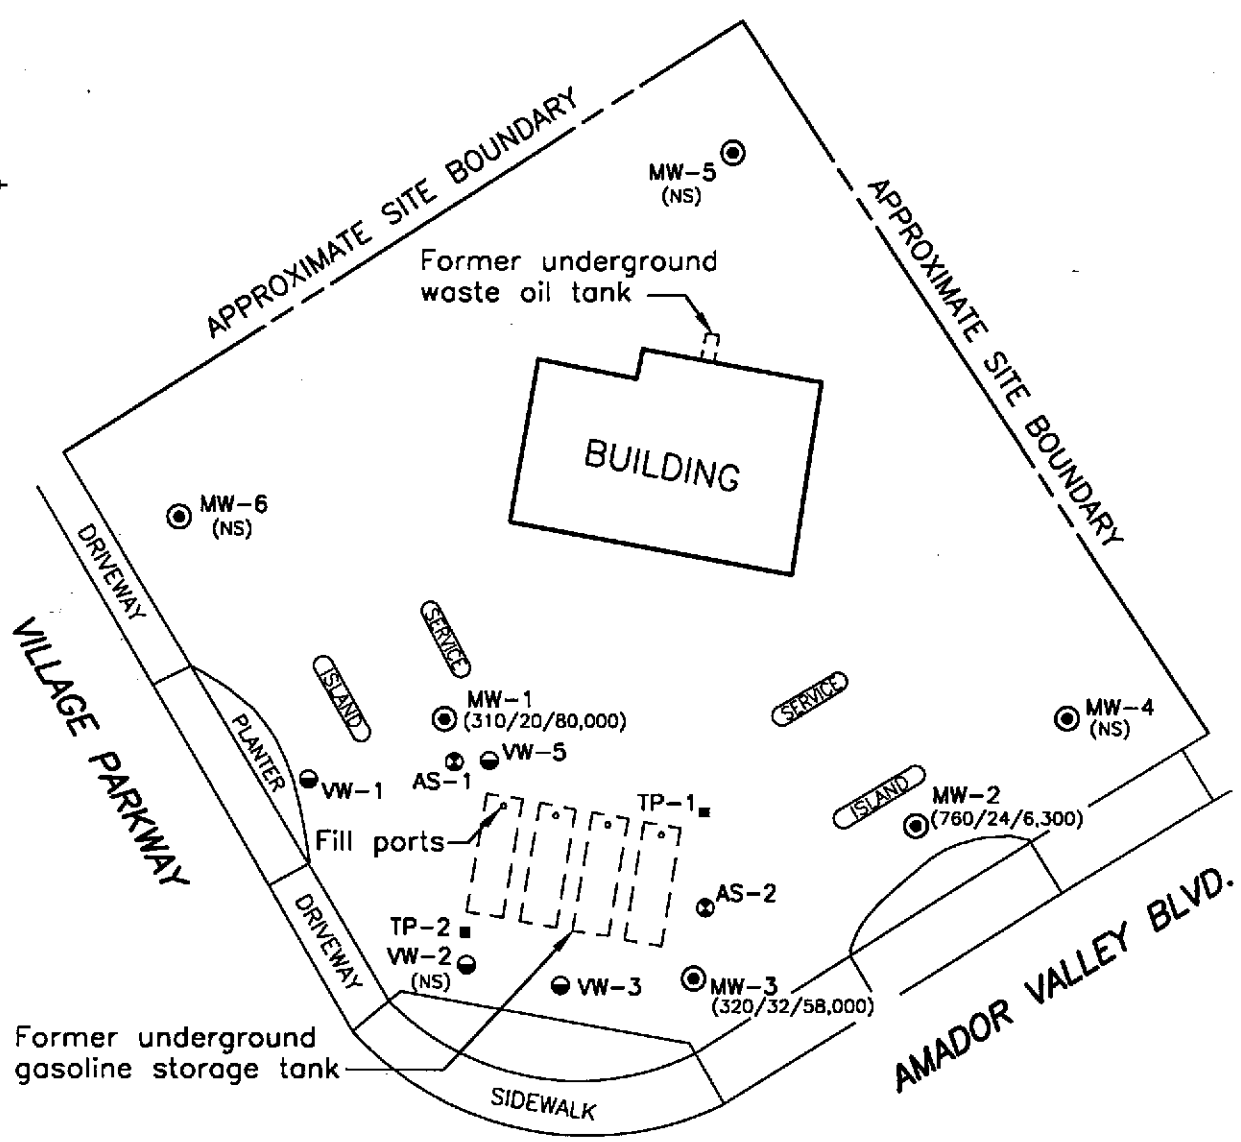 APPROXIMATE SITE BOUNDARY
MW-5
(NS)
APPROXIMATE SITE BOUNDARY
Former underground
waste oil tank
BUILDING
MW-6
(NS)
DRIVEWAY
VILLAGE PARKWAY
SERVICE
ISLAND
MW-1
(310/20/80,000)
SERVICE
MW-4
(NS)
PLANTER
VW-1
AS-1
VW-5
ISLAND
MW-2
(760/24/6,300)
TP-1
Fill ports
DRIVEWAY
AS-2
TP-2
VW-2
(NS)
VW-3
MW-3
(320/32/58,000)
AMADOR VALLEY BLVD.
Former underground
gasoline storage tank
SIDEWALK